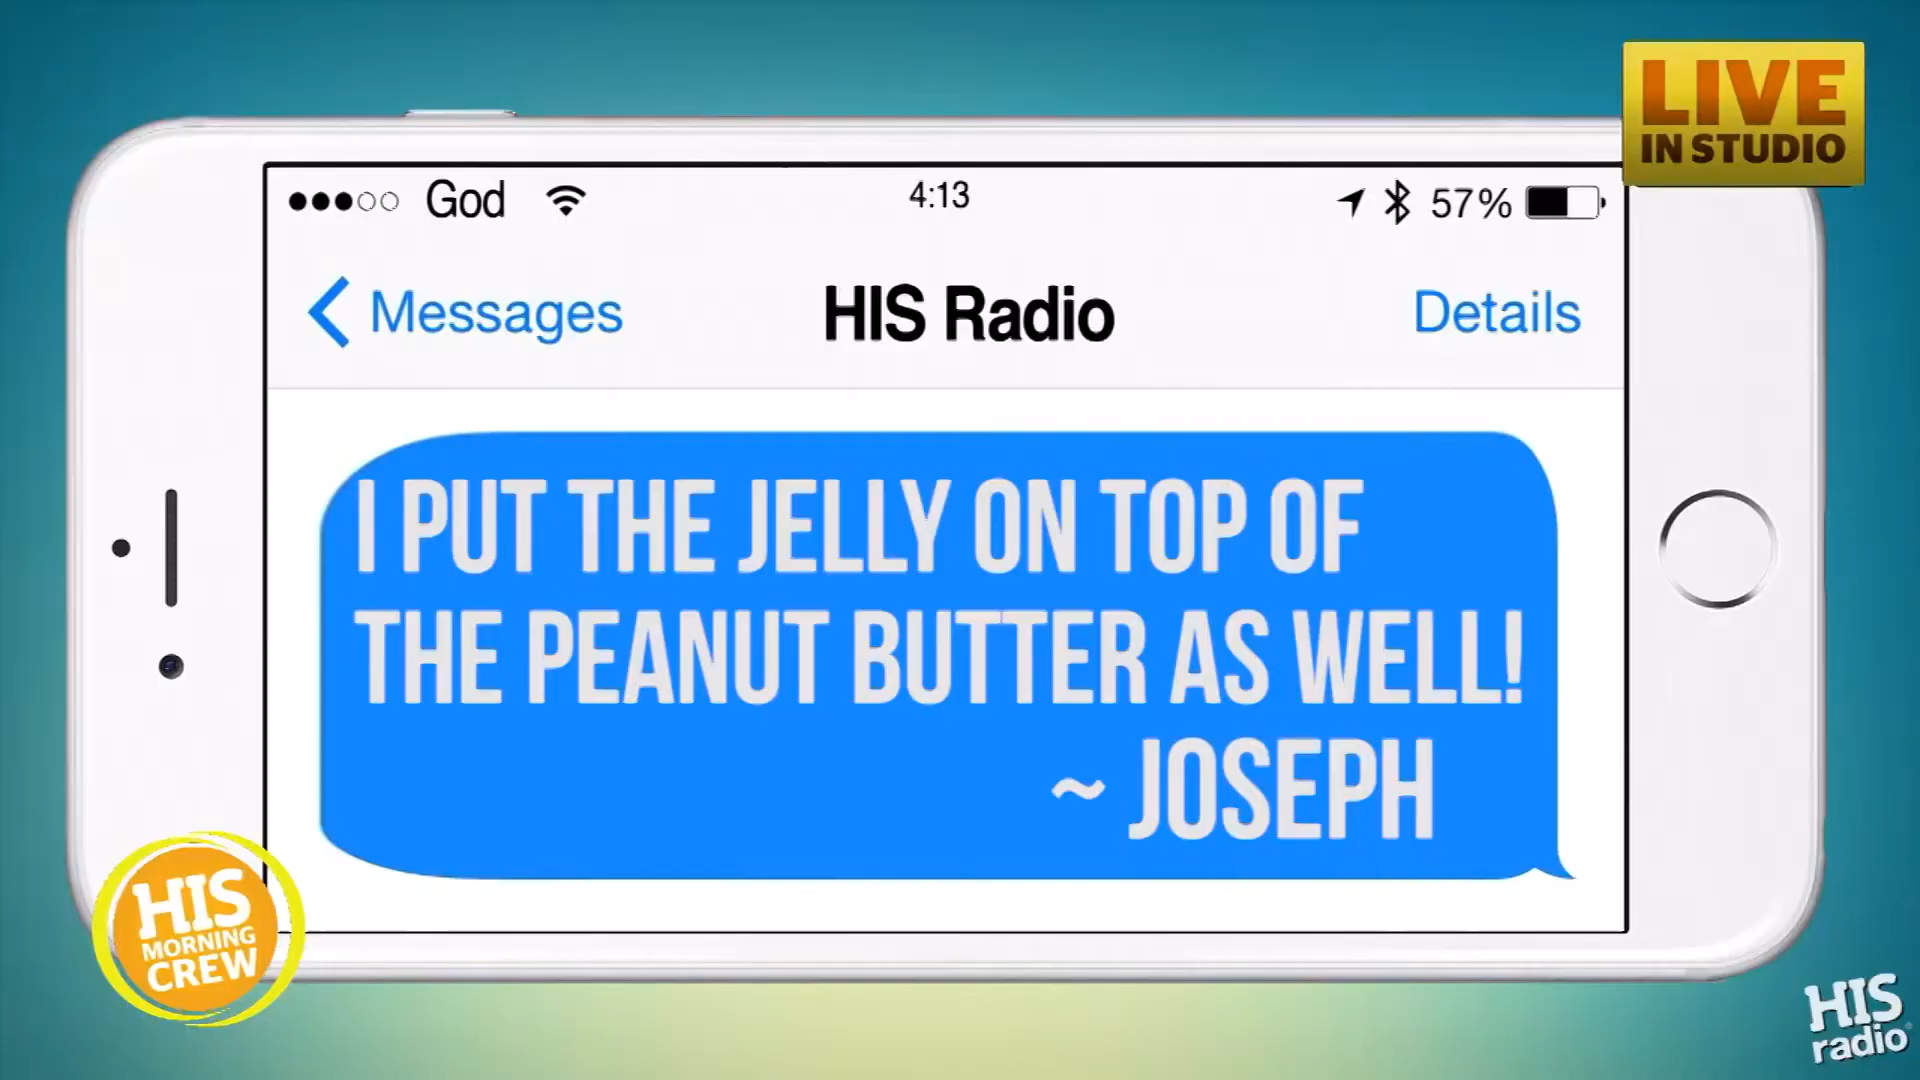 LIVE
IN STUDIO
God 4:13 57%
Messages HIS Radio Details
I PUT THE JELLY ON TOP OF
THE PEANUT BUTTER AS WELL!
~ JOSEPH
HIS
MORNING
CREW
HIS
radio